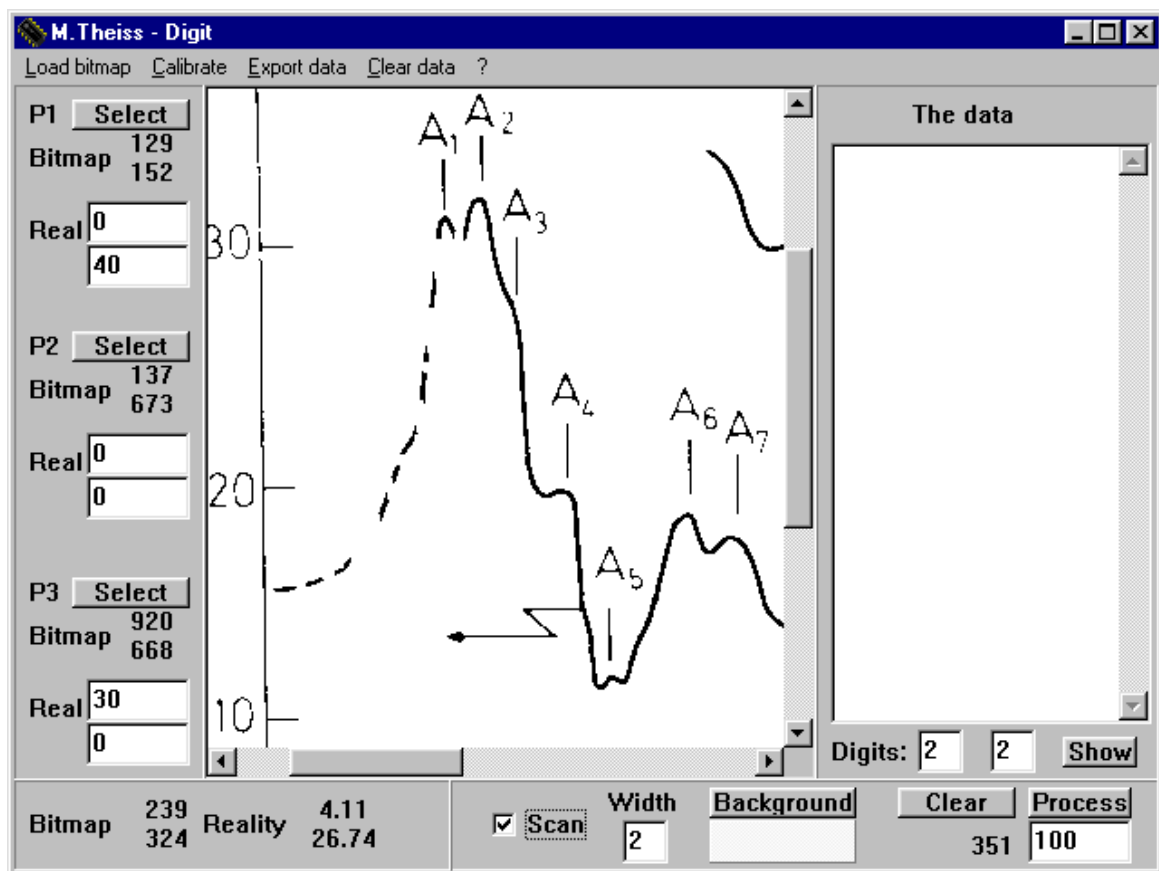 M.Theiss - Digit
Load bitmap Calibrate Export data Clear data ?
P1 Select
Bitmap 129
152
Real 0
40
P2 Select
Bitmap 137
673
Real 0
0
P3 Select
Bitmap 920
668
Real 30
0
A1 A2
A3
30
A4 A6 A7
20
A5
10
The data
Digits: 2 2 Show
Bitmap 239 Reality 4.11
324 26.74
Scan
Width
2
Background
Clear Process
351 100